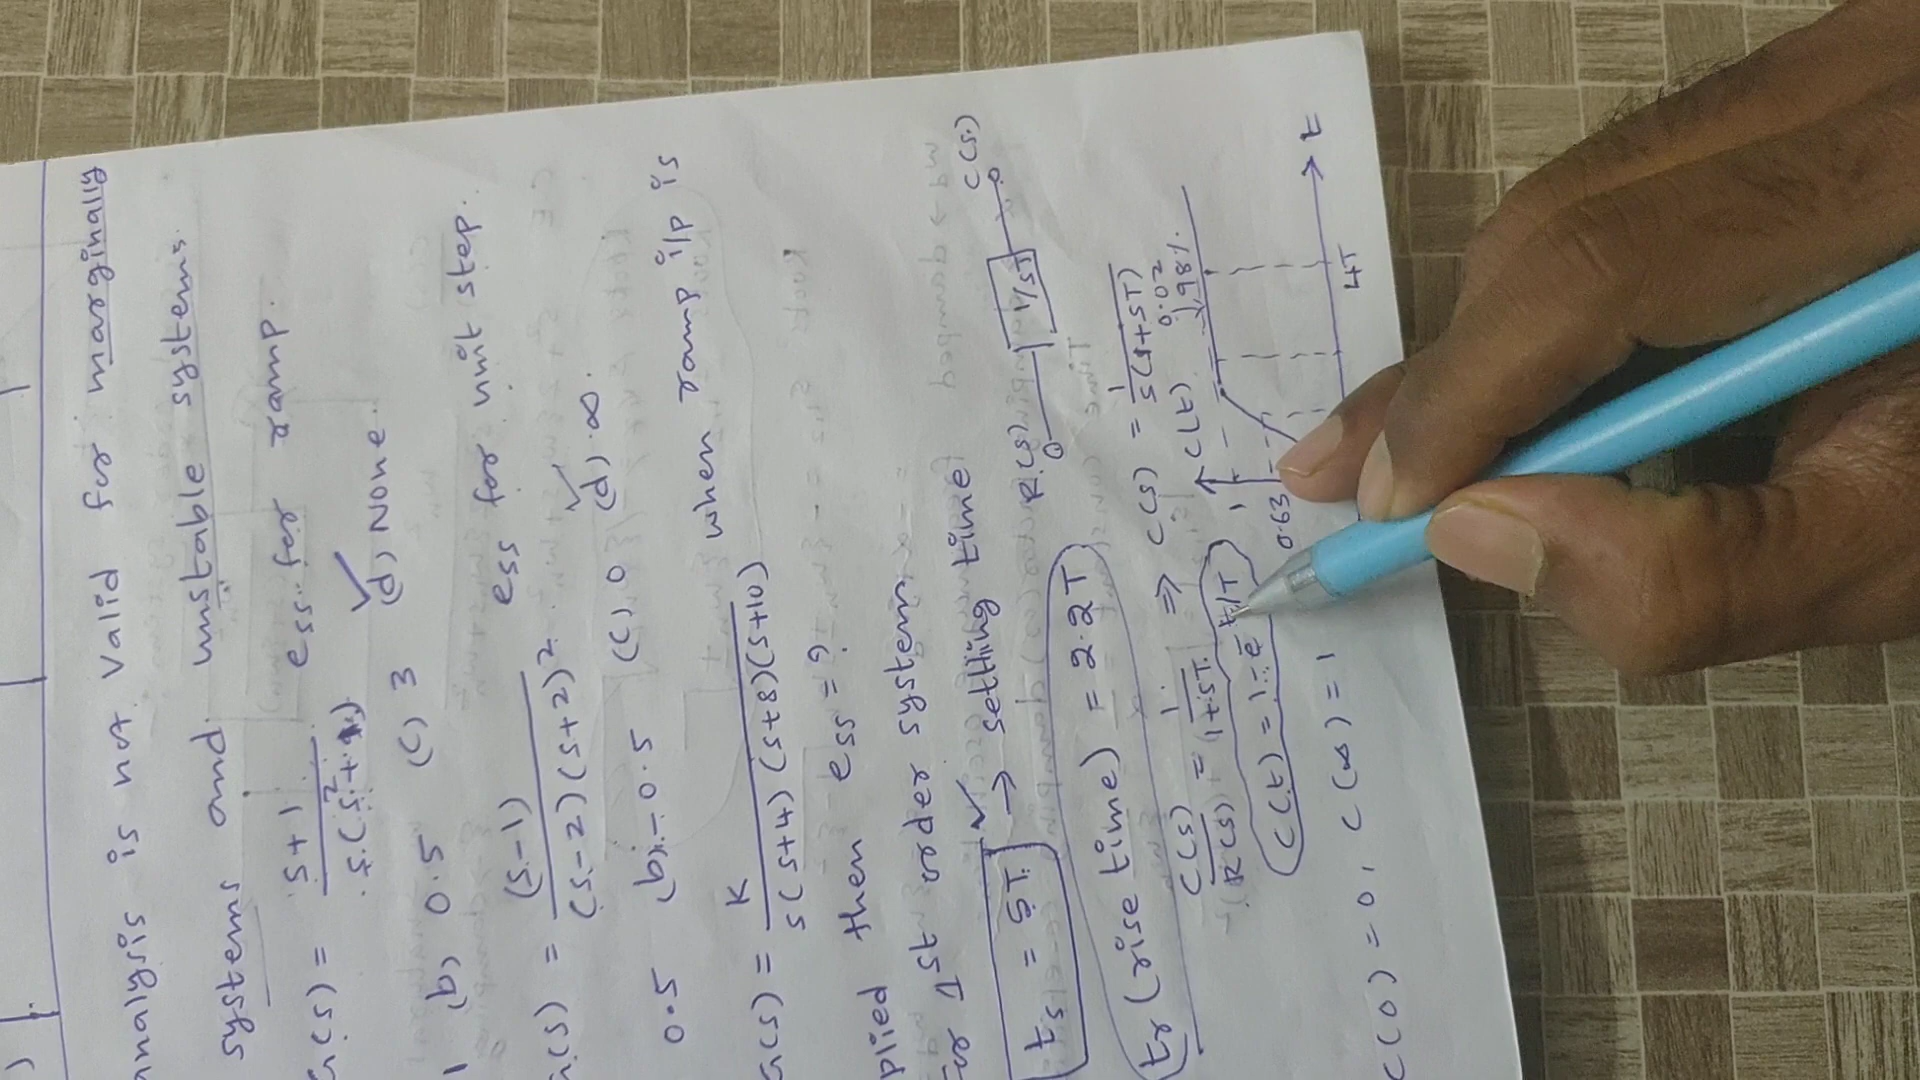 analysis is not valid for marginally
systems and unstable systems.
G(s) = s+1 / s(s²+ ess for ramp.
1 (b) 0.5 (c) 3 (d) None
G(s) = (s-1) / (s-2)(s+2)² ess for unit step.
0.5 (b) -0.5 (c) 0 (d) ∞.
G(s) = K / s(s+4)(s+8)(s+10) when ramp i/p is
plied then ess = ?
For 1st order system
ts = 5T → settling time
R(s) 1/sT C(s)
tr (rise time) = 2.2T
C(s)/R(s) = 1/1+sT ⇒ C(s) = 1/s(s+sT)
C(t) = 1-e^-t/T
C(t) 0.02 98%
1
0.63
4T
t
C(0) = 0, C(∞) = 1